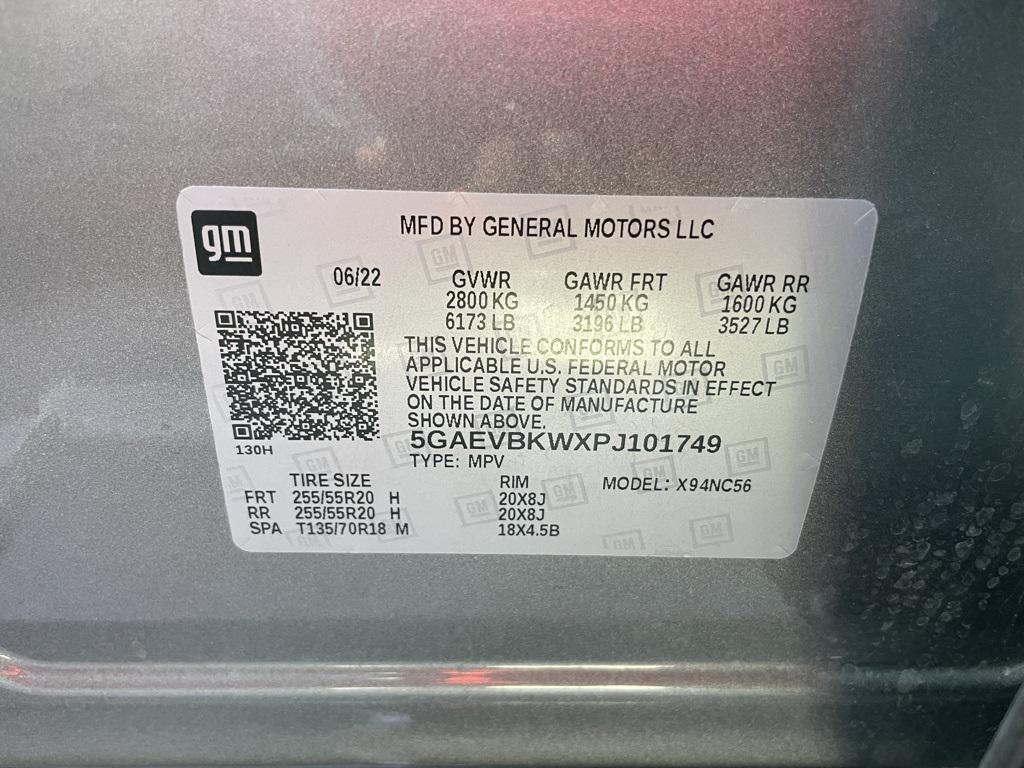 gm
MFD BY GENERAL MOTORS LLC
06/22 GVWR GAWR FRT GAWR RR
2800 KG 1450 KG 1600 KG
6173 LB 3196 LB 3527 LB
THIS VEHICLE CONFORMS TO ALL
APPLICABLE U.S. FEDERAL MOTOR
VEHICLE SAFETY STANDARDS IN EFFECT
ON THE DATE OF MANUFACTURE
SHOWN ABOVE.
5GAEVBKWXPJ101749
130H
TYPE: MPV
TIRE SIZE RIM MODEL: X94NC56
FRT 255/55R20 H 20X8J
RR 255/55R20 H 20X8J
SPA T135/70R18 M 18X4.5B